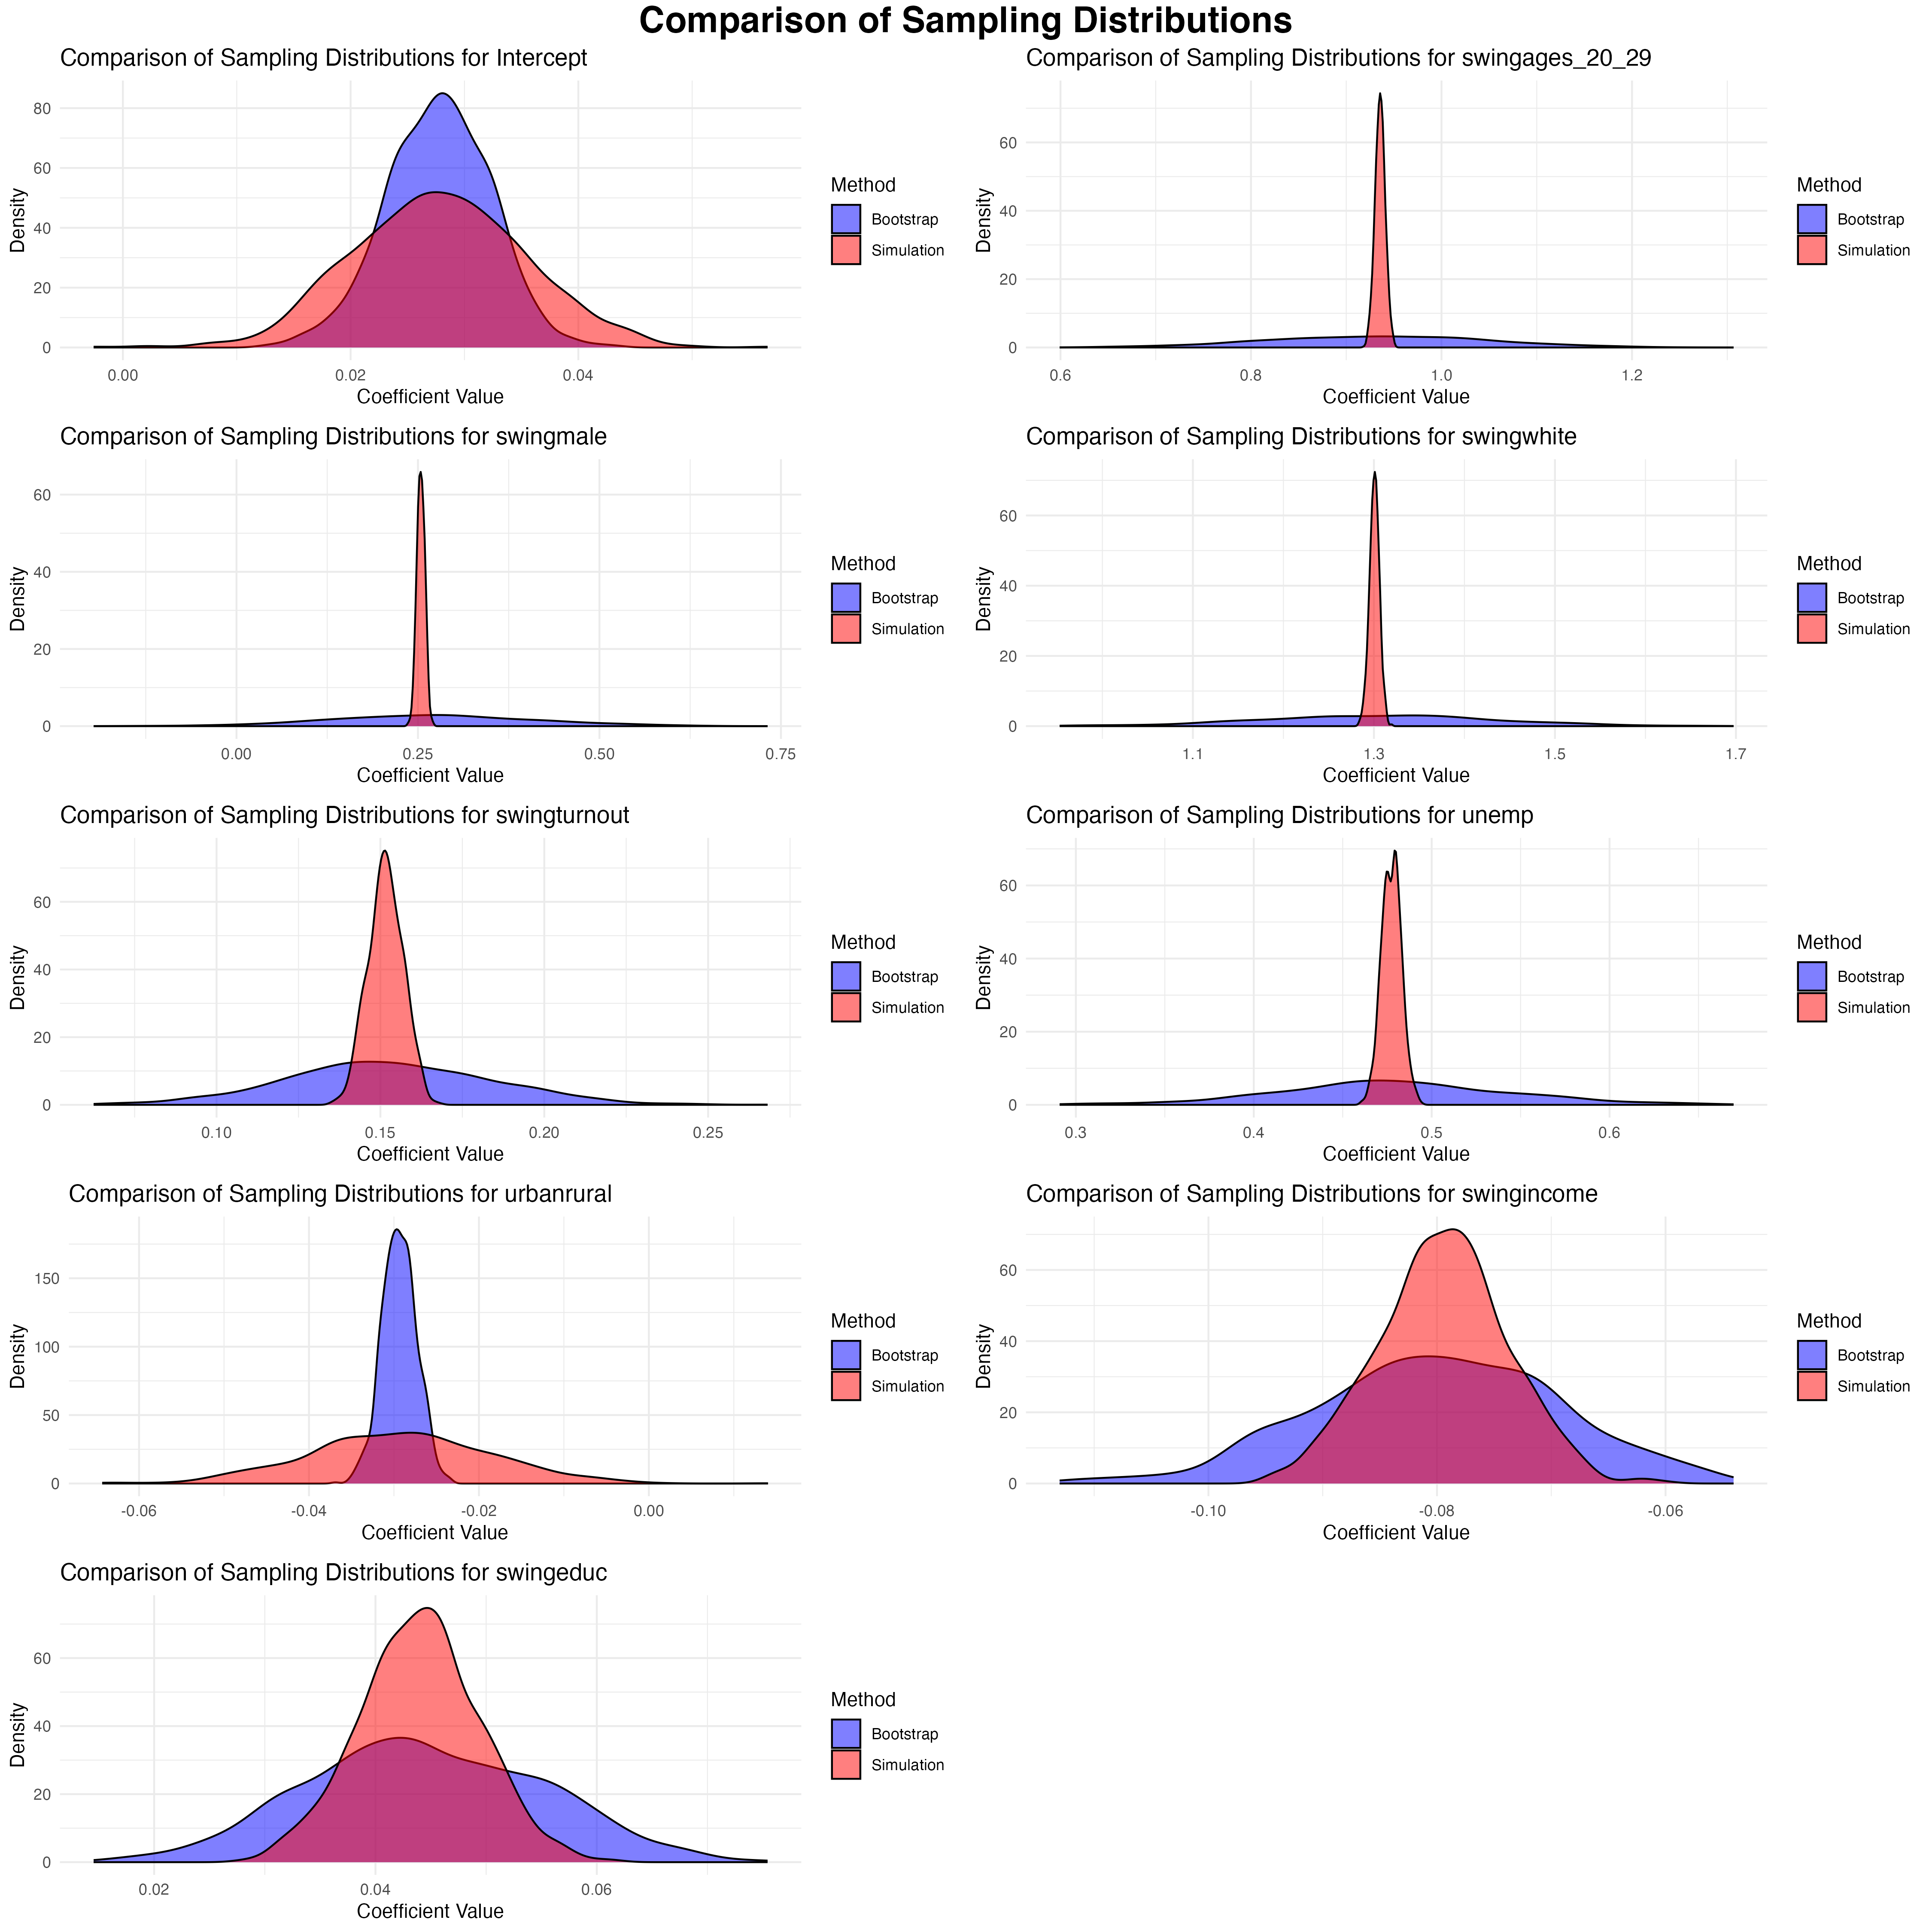 Comparison of Sampling Distributions
Comparison of Sampling Distributions for Intercept
80
60
40
20
0
Density
0.00 0.02 0.04
Coefficient Value
Method
Bootstrap
Simulation
Comparison of Sampling Distributions for swingages_20_29
60
40
20
0
Density
0.6 0.8 1.0 1.2
Coefficient Value
Method
Bootstrap
Simulation
Comparison of Sampling Distributions for swingmale
60
40
20
0
Density
0.00 0.25 0.50 0.75
Coefficient Value
Method
Bootstrap
Simulation
Comparison of Sampling Distributions for swingwhite
60
40
20
0
Density
1.1 1.3 1.5 1.7
Coefficient Value
Method
Bootstrap
Simulation
Comparison of Sampling Distributions for swingturnout
60
40
20
0
Density
0.10 0.15 0.20 0.25
Coefficient Value
Method
Bootstrap
Simulation
Comparison of Sampling Distributions for unemp
60
40
20
0
Density
0.3 0.4 0.5 0.6
Coefficient Value
Method
Bootstrap
Simulation
Comparison of Sampling Distributions for urbanrural
150
100
50
0
Density
-0.06 -0.04 -0.02 0.00
Coefficient Value
Method
Bootstrap
Simulation
Comparison of Sampling Distributions for swingincome
60
40
20
0
Density
-0.10 -0.08 -0.06
Coefficient Value
Method
Bootstrap
Simulation
Comparison of Sampling Distributions for swingeduc
60
40
20
0
Density
0.02 0.04 0.06
Coefficient Value
Method
Bootstrap
Simulation